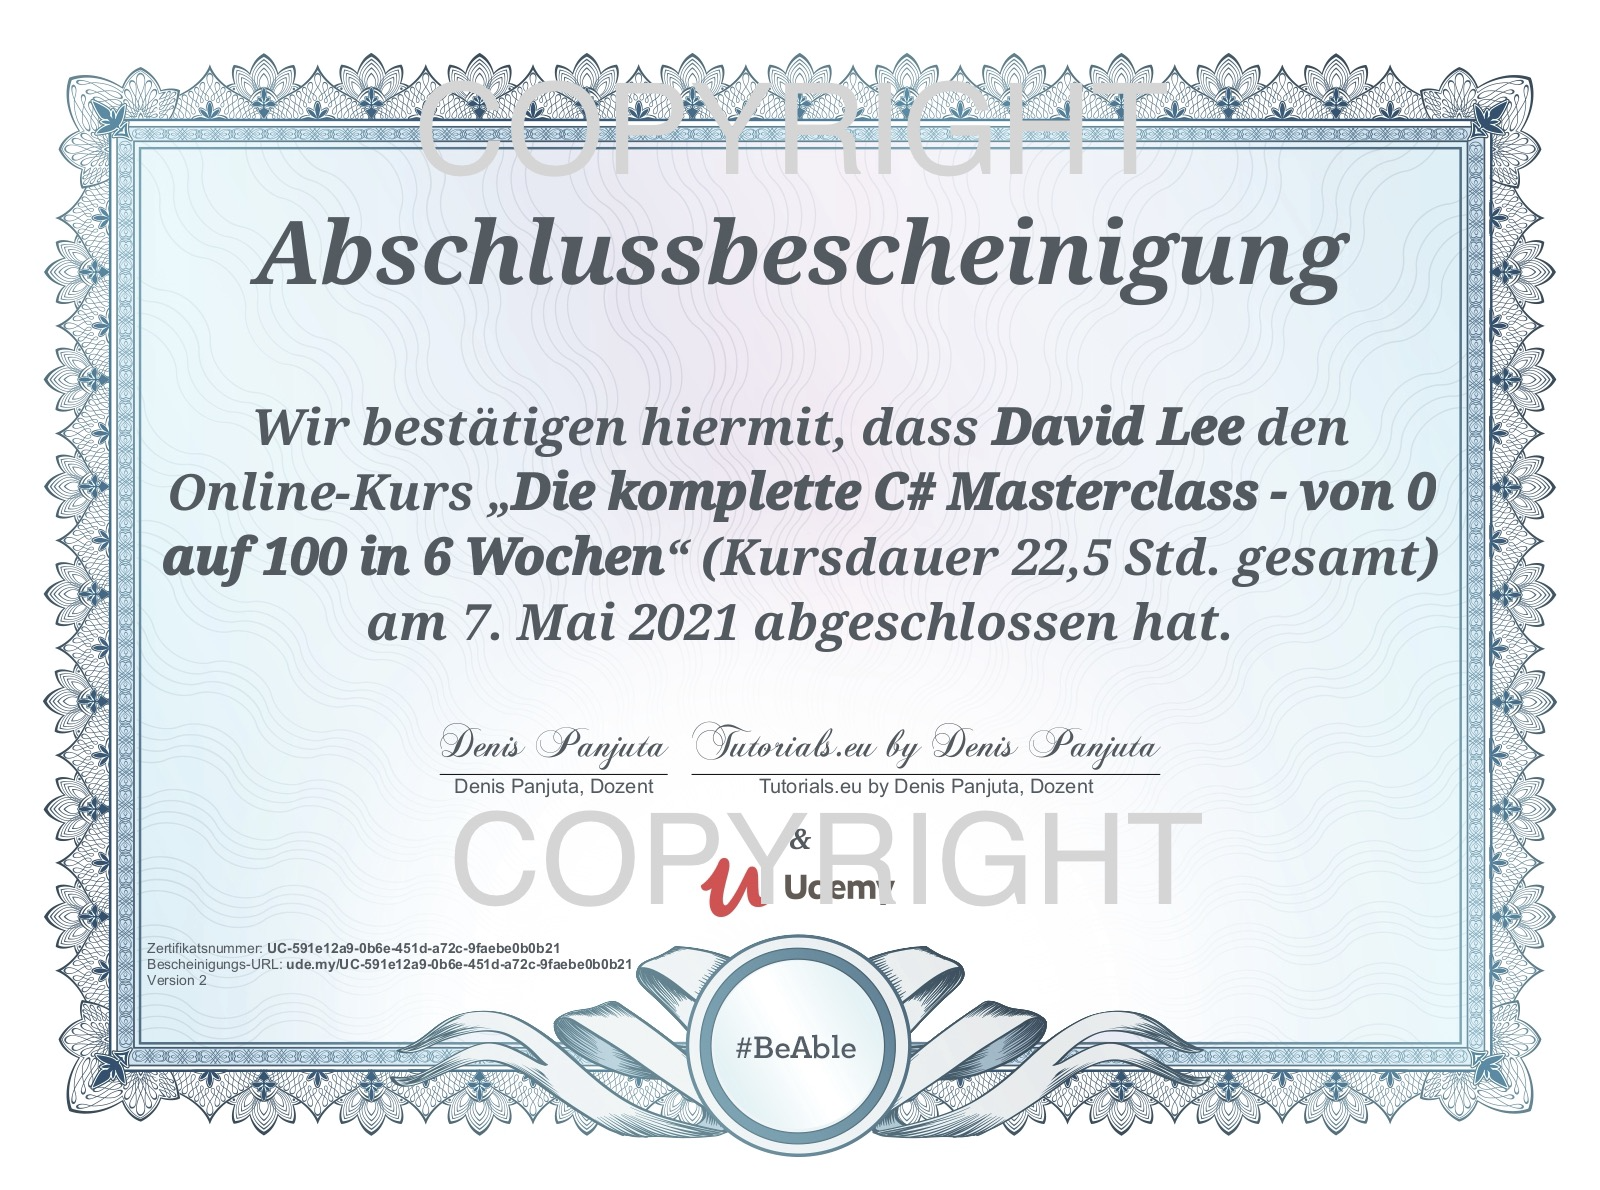 COPYRIGHT
Abschlussbescheinigung
Wir bestätigen hiermit, dass David Lee den
Online-Kurs „Die komplette C# Masterclass - von 0
auf 100 in 6 Wochen“ (Kursdauer 22,5 Std. gesamt)
am 7. Mai 2021 abgeschlossen hat.
Denis Panjuta Tutorials.eu by Denis Panjuta
Denis Panjuta, Dozent Tutorials.eu by Denis Panjuta, Dozent
COPYRIGHT
&
Udemy
Zertifikatsnummer: UC-591e12a9-0b6e-451d-a72c-9faebe0b0b21
Bescheinigungs-URL: ude.my/UC-591e12a9-0b6e-451d-a72c-9faebe0b0b21
Version 2
#BeAble